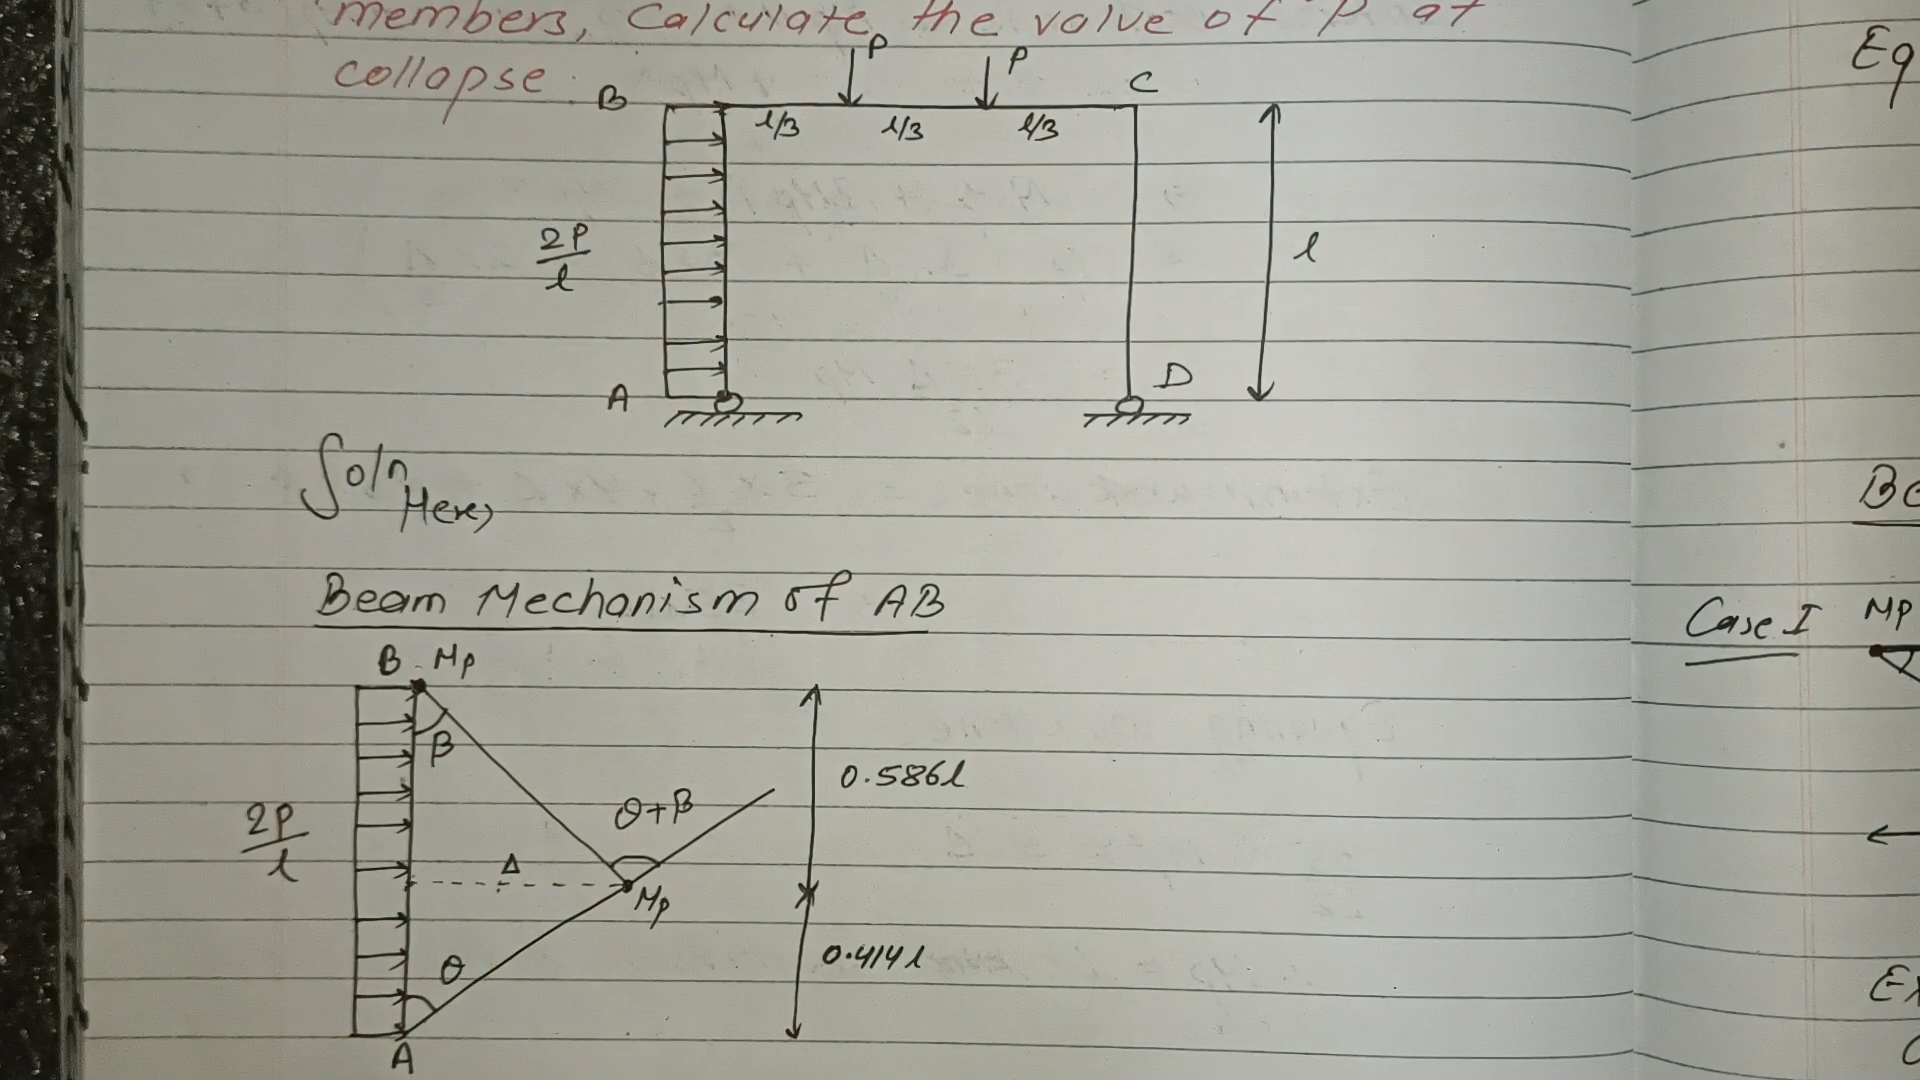 members, Calculate the value of P at
collapse
P P
B C
l/3 l/3 l/3
2P/l
l
A D
Soln
Here,
Beam Mechanism of AB
B Mp
β
0.586l
θ+β
2P/l
Δ
Mp
0.414l
θ
A
Eq
Be
Case I Mp